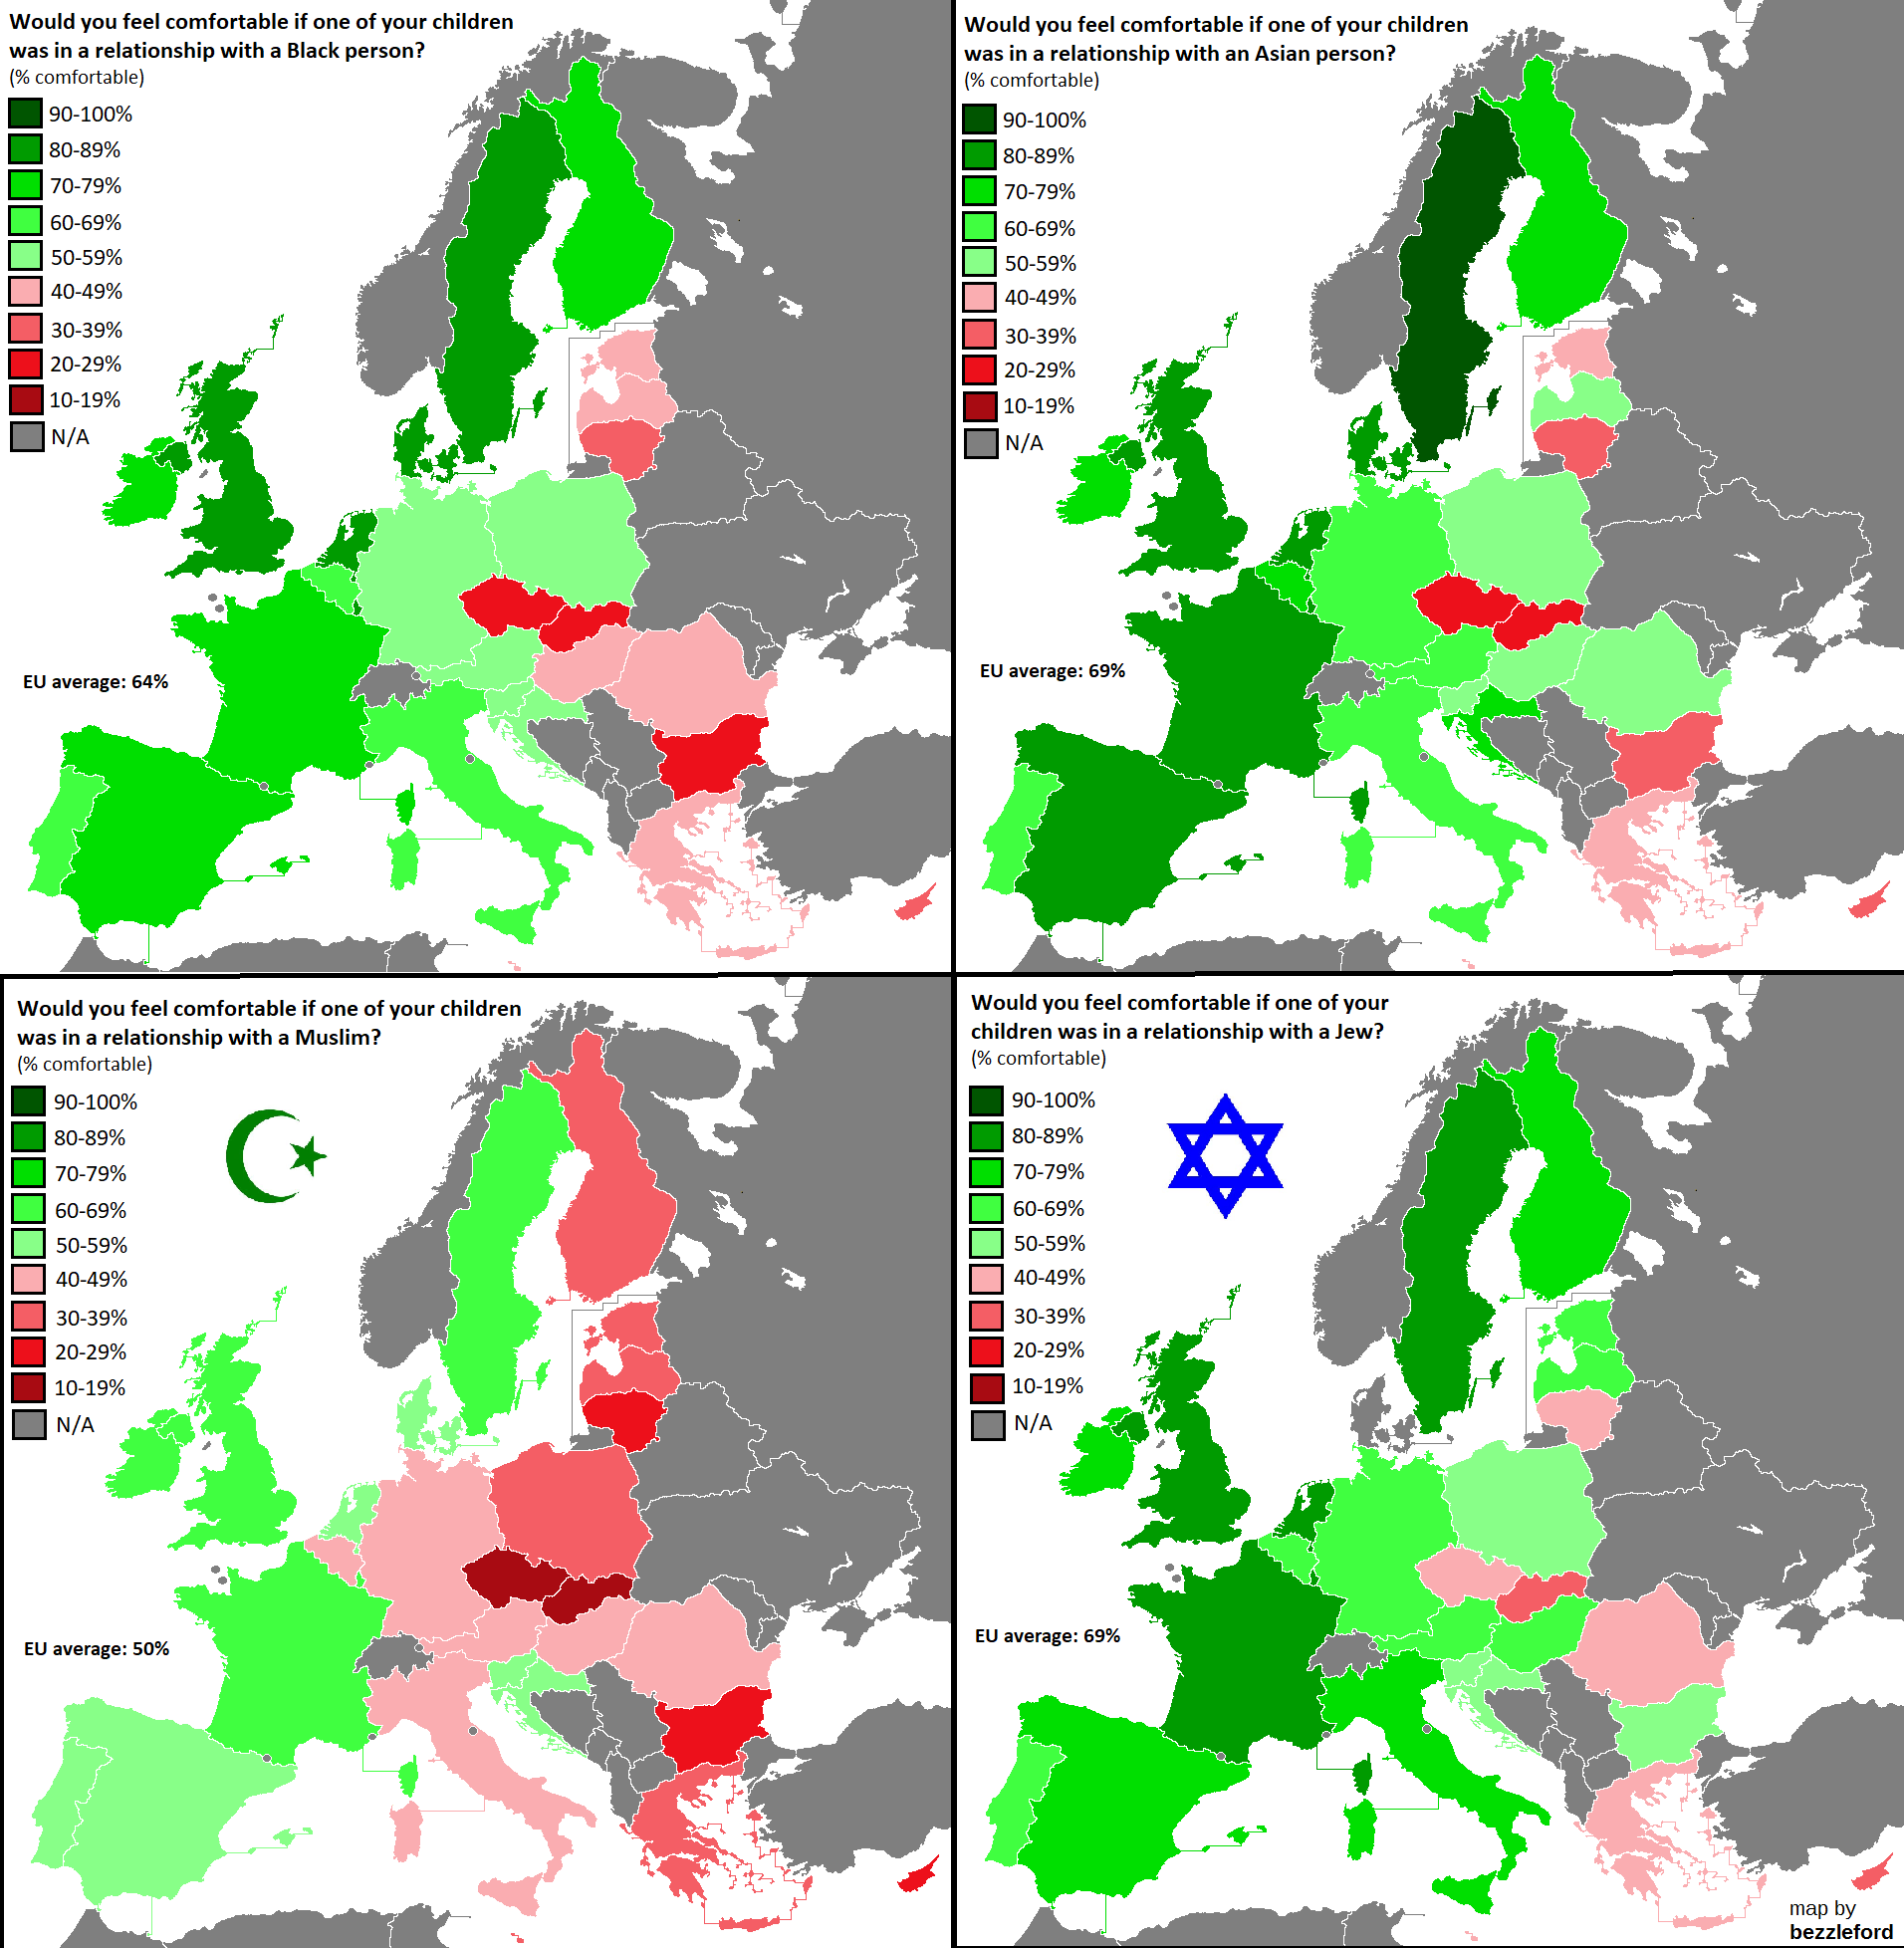 Would you feel comfortable if one of your children
was in a relationship with a Black person?
(% comfortable)
90-100%
80-89%
70-79%
60-69%
50-59%
40-49%
30-39%
20-29%
10-19%
N/A
EU average: 64%
Would you feel comfortable if one of your children
was in a relationship with an Asian person?
(% comfortable)
90-100%
80-89%
70-79%
60-69%
50-59%
40-49%
30-39%
20-29%
10-19%
N/A
EU average: 69%
Would you feel comfortable if one of your children
was in a relationship with a Muslim?
(% comfortable)
90-100%
80-89%
70-79%
60-69%
50-59%
40-49%
30-39%
20-29%
10-19%
N/A
EU average: 50%
Would you feel comfortable if one of your
children was in a relationship with a Jew?
(% comfortable)
90-100%
80-89%
70-79%
60-69%
50-59%
40-49%
30-39%
20-29%
10-19%
N/A
EU average: 69%
map by
bezzleford